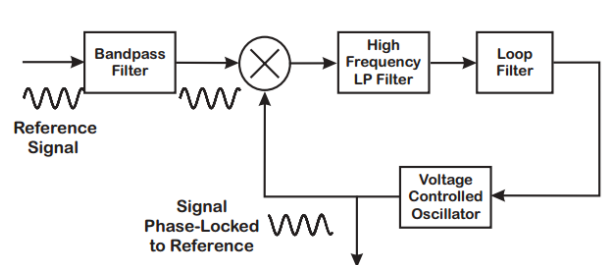 Bandpass
Filter
High
Frequency
LP Filter
Loop
Filter
Reference
Signal
Voltage
Controlled
Oscillator
Signal
Phase-Locked
to Reference